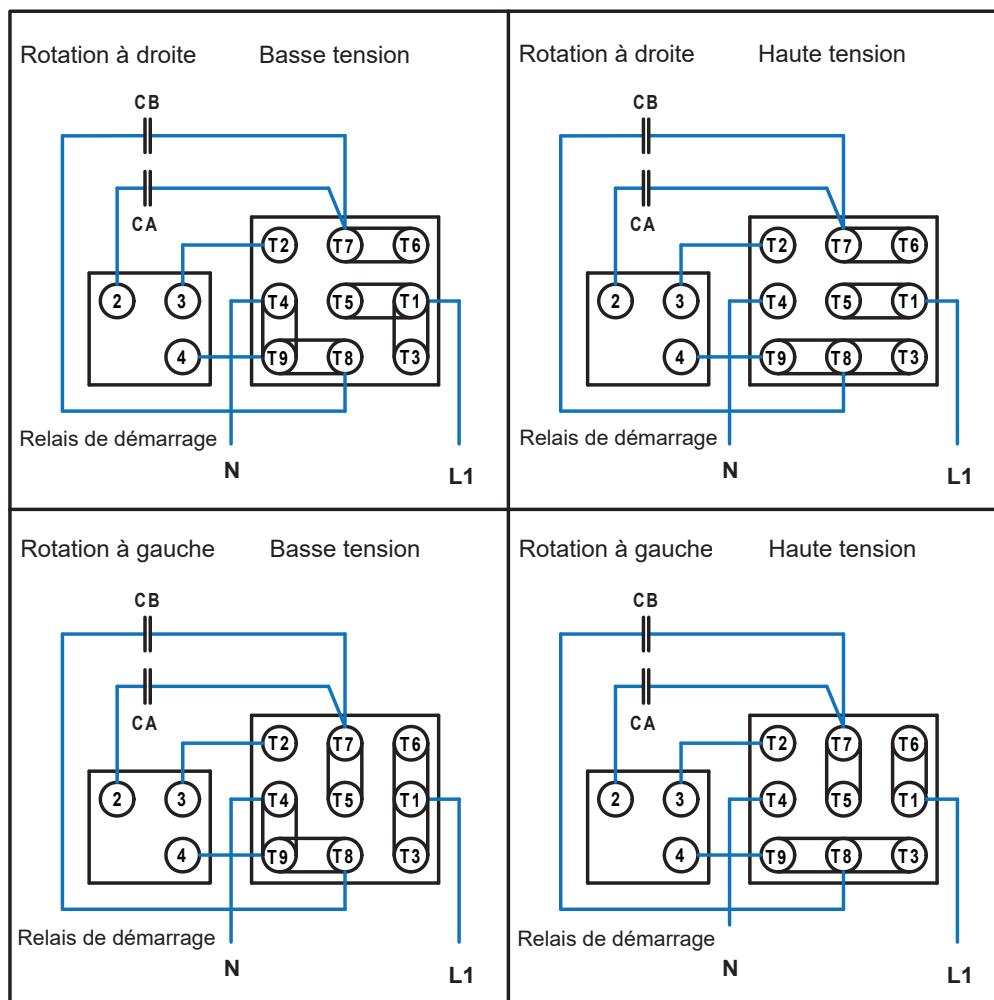 Rotation à droite Basse tension
CB
CA
T2 T7 T6
2 3 T4 T5 T1
4 T9 T8 T3
Relais de démarrage
N L1
Rotation à droite Haute tension
CB
CA
T2 T7 T6
2 3 T4 T5 T1
4 T9 T8 T3
Relais de démarrage
N L1
Rotation à gauche Basse tension
CB
CA
T2 T7 T6
2 3 T4 T5 T1
4 T9 T8 T3
Relais de démarrage
N L1
Rotation à gauche Haute tension
CB
CA
T2 T7 T6
2 3 T4 T5 T1
4 T9 T8 T3
Relais de démarrage
N L1